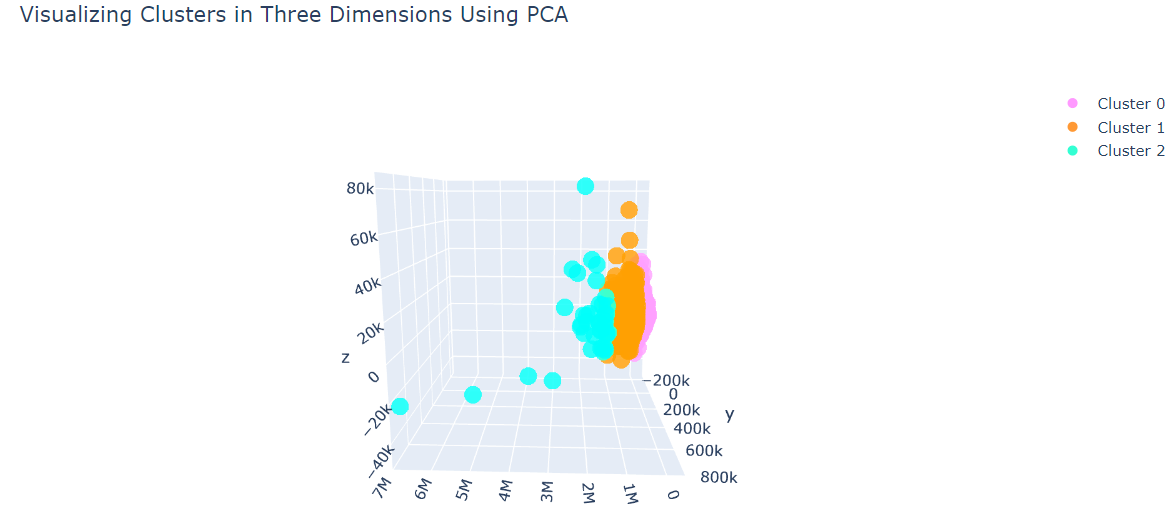 Visualizing Clusters in Three Dimensions Using PCA
Cluster 0
Cluster 1
Cluster 2
80k
60k
40k
20k
z
0
−20k
−40k
−200k
0
200k
y
400k
600k
800k
7M
6M
5M
4M
3M
2M
1M
0